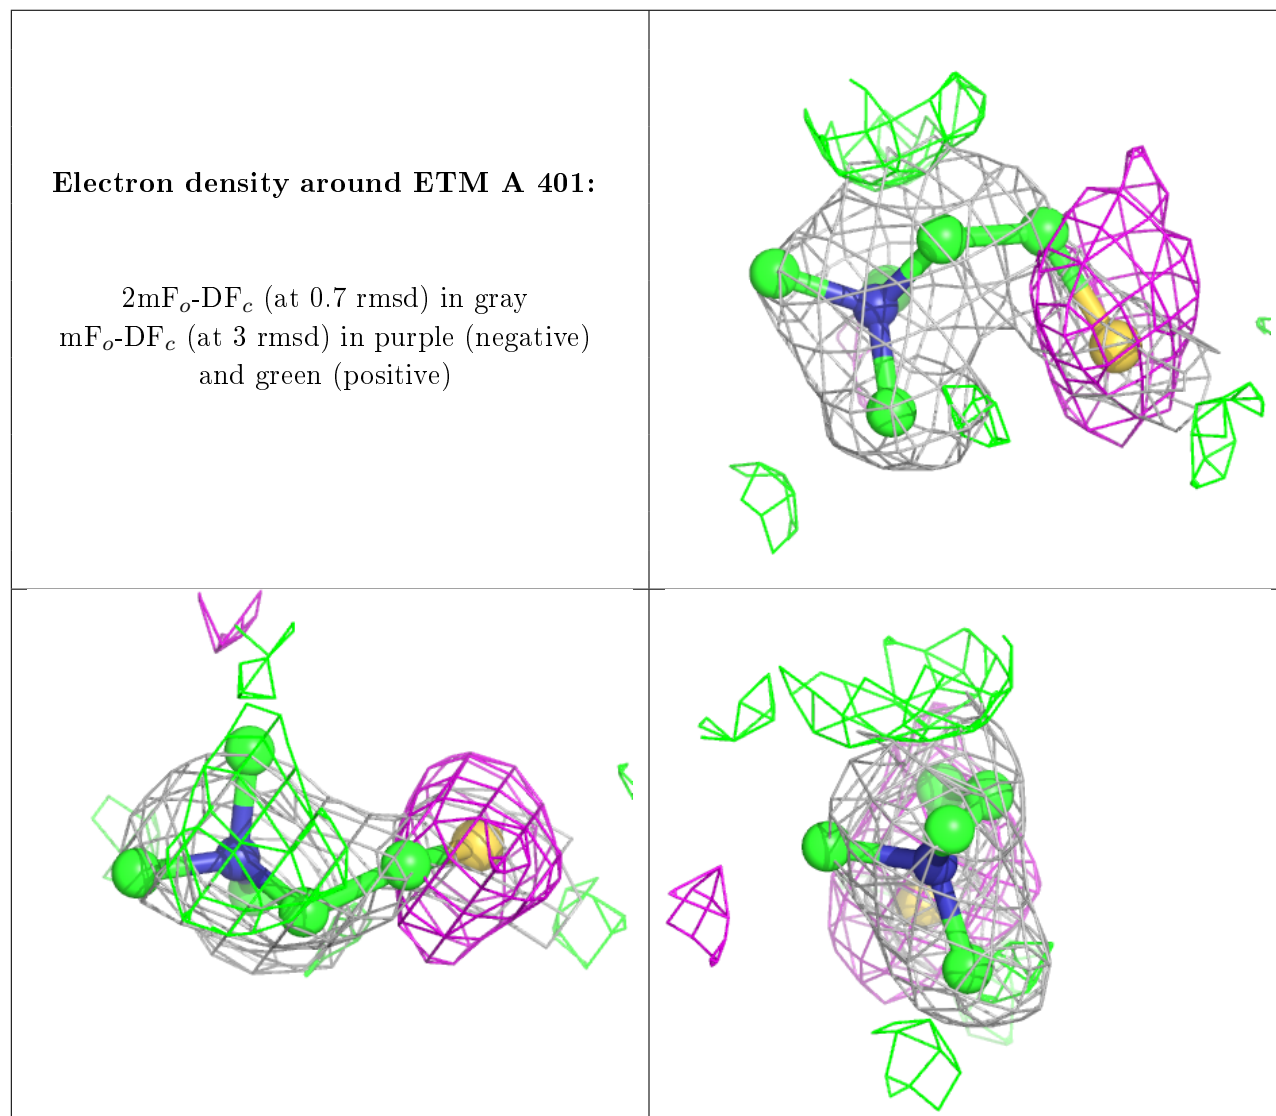 Electron density around ETM A 401:
2mFo-DFc (at 0.7 rmsd) in gray
mFo-DFc (at 3 rmsd) in purple (negative)
and green (positive)